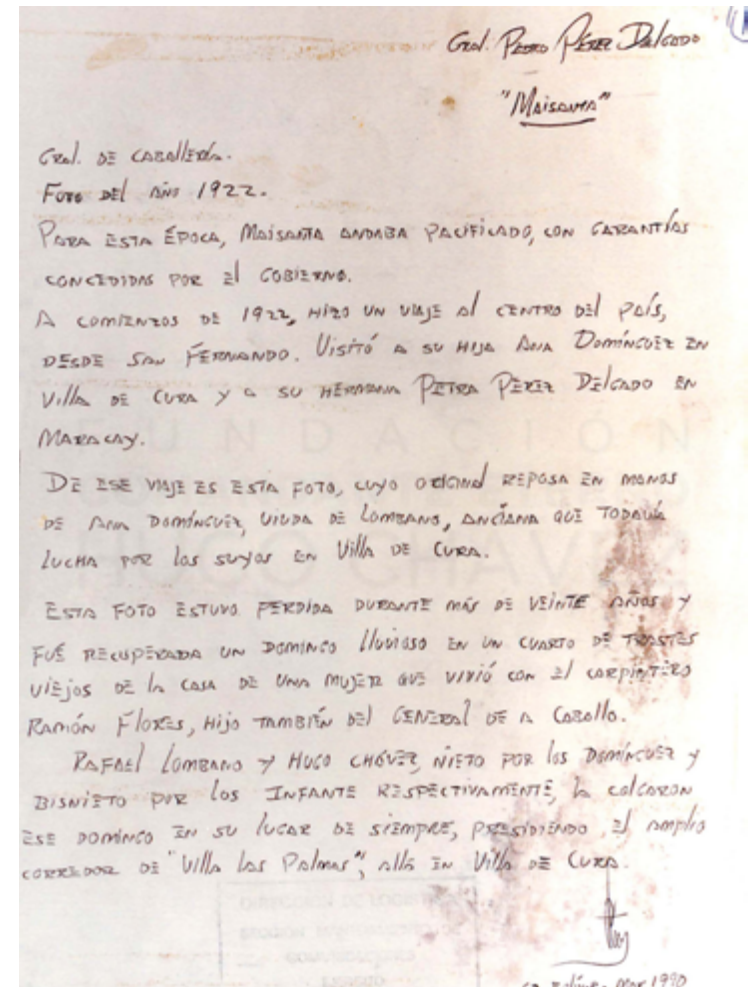 Gral. Pedro Pérez Delgado
"Maisanta"
Gral. de Caballería.
Foto del año 1922.
Para esta época, Maisanta andaba pacificado, con garantías
concedidas por el Gobierno.
A comienzos de 1922, hizo un viaje al centro del país,
desde San Fernando. Visitó a su hija Ana Domínguez en
Villa de Cura y a su hermana Petra Pérez Delgado en
Maracay.
De ese viaje es esta foto, cuyo original reposa en manos
de Ana Domínguez, viuda de Lombano, anciana que todavía
lucha por los suyos en Villa de Cura.
Esta foto estuvo perdida durante más de veinte años y
fué recuperada un domingo lluvioso en un cuarto de trastes
viejos de la casa de una mujer que vivió con el carpintero
Ramón Flores, hijo también del General de a Caballo.
Rafael Lombano y Hugo Chávez, nieto por los Domínguez y
bisnieto por los Infante respectivamente, la colcaron
ese domingo en su lugar de siempre, presidiendo el amplio
corredor de "Villa Las Palmas", allá en Villa de Cura.
Mar 1990
FUNDACIÓN
HUGO CHÁVEZ